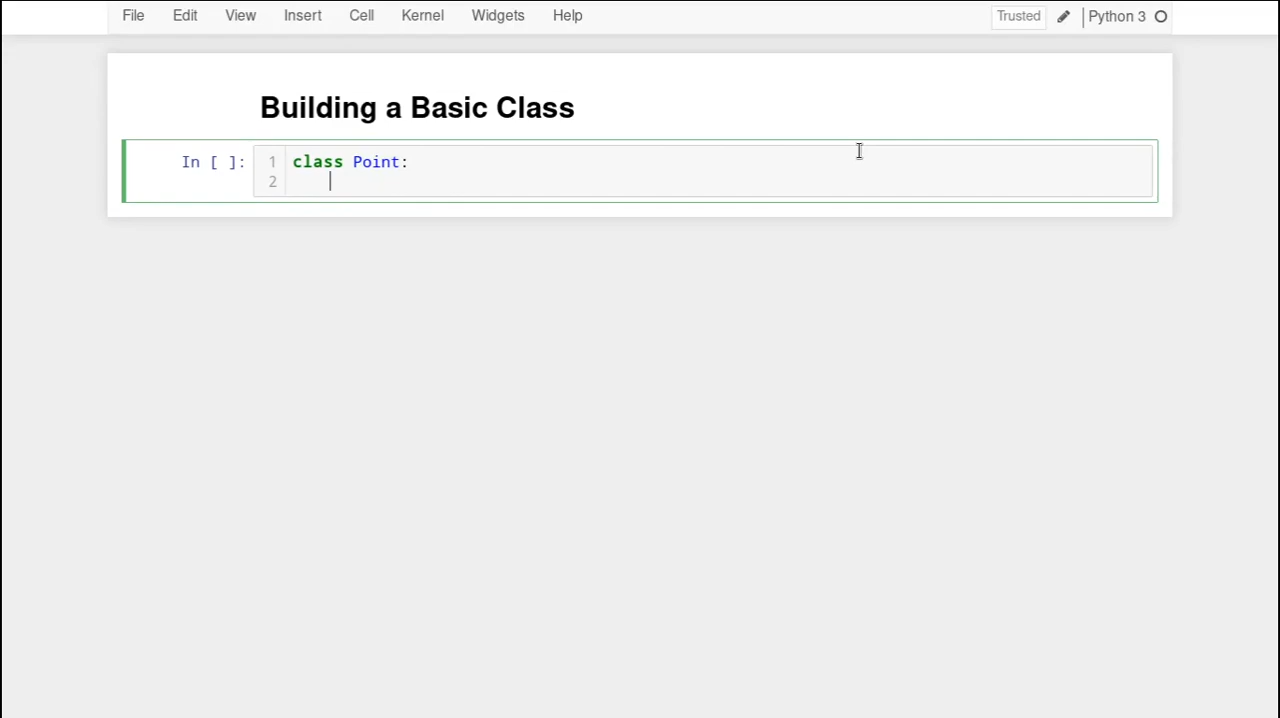 File Edit View Insert Cell Kernel Widgets Help Trusted Python 3
Building a Basic Class
In [ ]: 1 class Point:
2